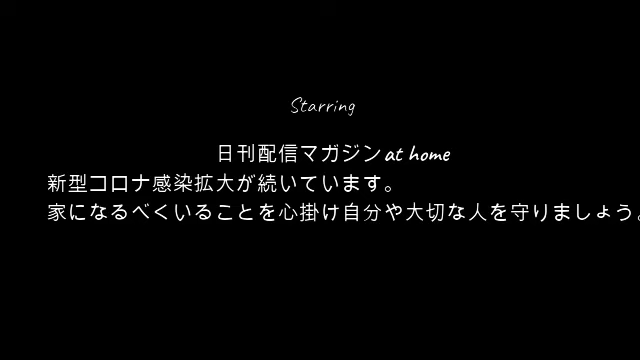 Starring
日刊配信マガジンat home
新型コロナ感染拡大が続いています。
家になるべくいることを心掛け自分や大切な人を守りましょう。